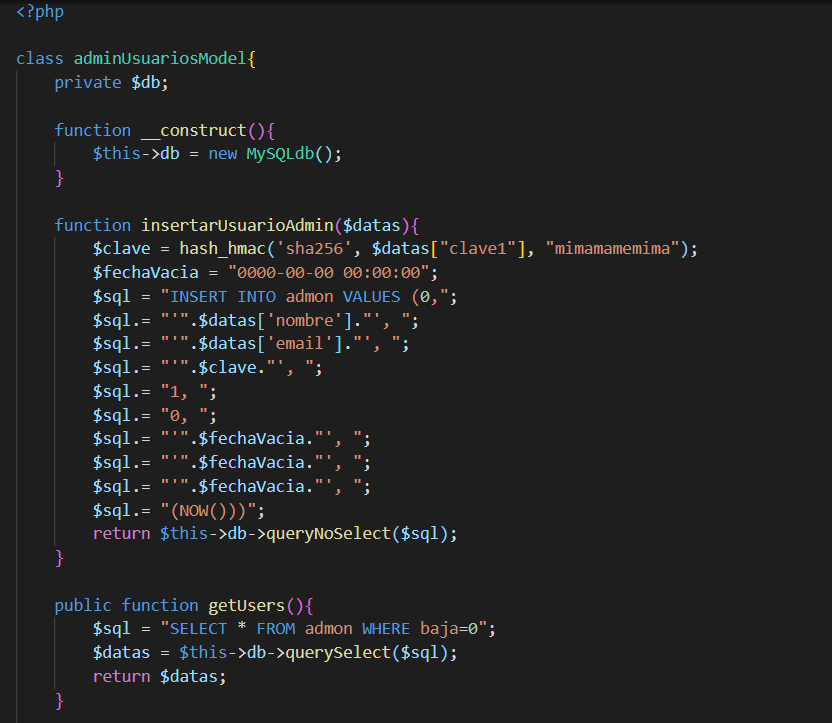 <?php
class adminUsuariosModel{
private $db;
function __construct(){
$this->db = new MySQLdb();
}
function insertarUsuarioAdmin($datas){
$clave = hash_hmac('sha256', $datas["clave1"], "mimamamemima");
$fechaVacia = "0000-00-00 00:00:00";
$sql = "INSERT INTO admon VALUES (0,";
$sql.= "'".$datas['nombre']."', ";
$sql.= "'".$datas['email']."', ";
$sql.= "'".$clave."', ";
$sql.= "1, ";
$sql.= "0, ";
$sql.= "'".$fechaVacia."', ";
$sql.= "'".$fechaVacia."', ";
$sql.= "'".$fechaVacia."', ";
$sql.= "(NOW()))";
return $this->db->queryNoSelect($sql);
}
public function getUsers(){
$sql = "SELECT * FROM admon WHERE baja=0";
$datas = $this->db->querySelect($sql);
return $datas;
}